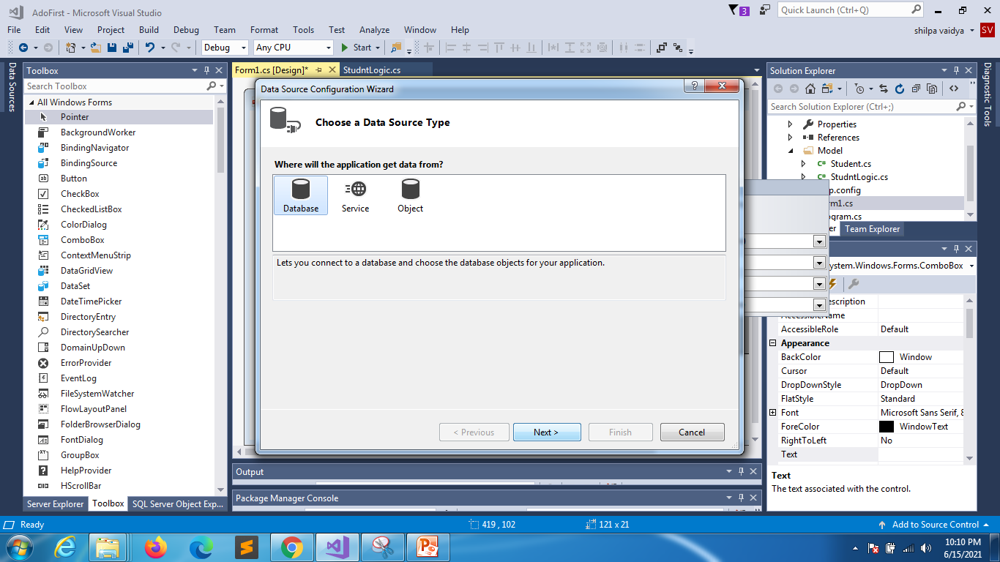 AdoFirst - Microsoft Visual Studio
3
Quick Launch (Ctrl+Q)
File Edit View Project Build Debug Team Format Tools Test Analyze Window Help
shilpa vaidya SV
Debug Any CPU Start
Data Sources
Toolbox
Search Toolbox
All Windows Forms
Pointer
BackgroundWorker
BindingNavigator
BindingSource
Button
CheckBox
CheckedListBox
ColorDialog
ComboBox
ContextMenuStrip
DataGridView
DataSet
DateTimePicker
DirectoryEntry
DirectorySearcher
DomainUpDown
ErrorProvider
EventLog
FileSystemWatcher
FlowLayoutPanel
FolderBrowserDialog
FontDialog
GroupBox
HelpProvider
HScrollBar
Server Explorer Toolbox SQL Server Object Exp...
Form1.cs [Design]* StudntLogic.cs
Data Source Configuration Wizard
Choose a Data Source Type
Where will the application get data from?
Database Service Object
Lets you connect to a database and choose the database objects for your application.
< Previous Next > Finish Cancel
Output
Package Manager Console
Solution Explorer
Search Solution Explorer (Ctrl+;)
Properties
References
Model
Student.cs
StudntLogic.cs
p.config
rm1.cs
ogram.cs
er Team Explorer
Diagnostic Tools
ystem.Windows.Forms.ComboBox
escription
AccessibleName
AccessibleRole Default
Appearance
BackColor Window
Cursor Default
DropDownStyle DropDown
FlatStyle Standard
Font Microsoft Sans Serif, 8
ForeColor WindowText
RightToLeft No
Text
Text
The text associated with the control.
Ready 419 , 102 121 x 21 Add to Source Control
10:10 PM
6/15/2021